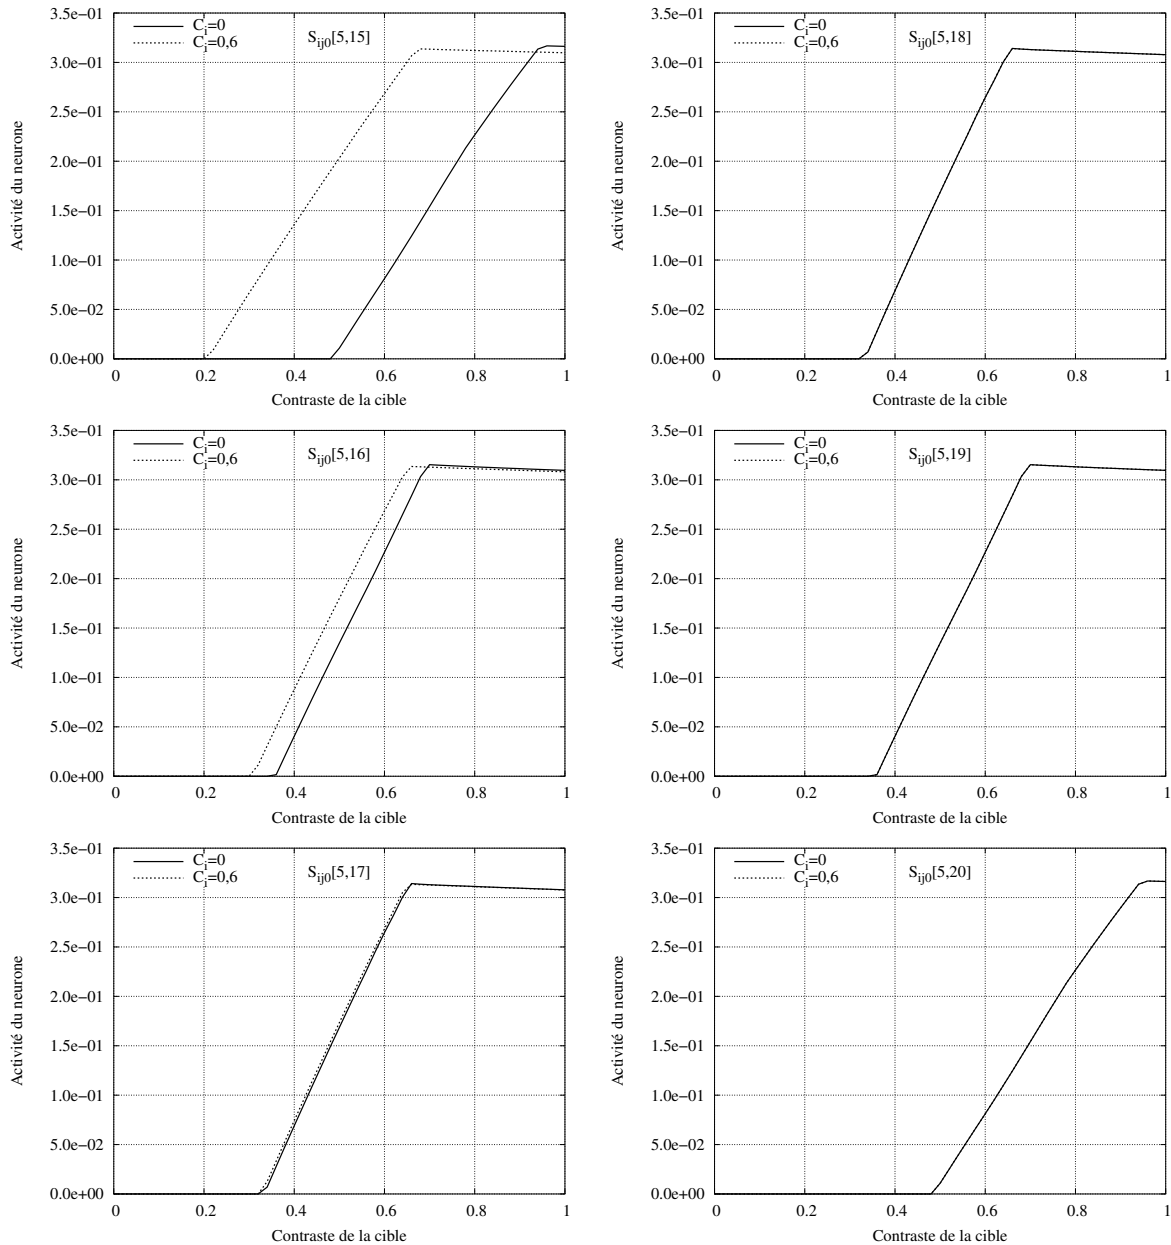 3.5e−01
3.0e−01
2.5e−01
2.0e−01
1.5e−01
1.0e−01
5.0e−02
0.0e+00
0 0.2 0.4 0.6 0.8 1
Activité du neurone
Contraste de la cible
C_i=0
C_i=0,6
S_ij0[5,15]
3.5e−01
3.0e−01
2.5e−01
2.0e−01
1.5e−01
1.0e−01
5.0e−02
0.0e+00
0 0.2 0.4 0.6 0.8 1
Activité du neurone
Contraste de la cible
C_i=0
C_i=0,6
S_ij0[5,18]
3.5e−01
3.0e−01
2.5e−01
2.0e−01
1.5e−01
1.0e−01
5.0e−02
0.0e+00
0 0.2 0.4 0.6 0.8 1
Activité du neurone
Contraste de la cible
C_i=0
C_i=0,6
S_ij0[5,16]
3.5e−01
3.0e−01
2.5e−01
2.0e−01
1.5e−01
1.0e−01
5.0e−02
0.0e+00
0 0.2 0.4 0.6 0.8 1
Activité du neurone
Contraste de la cible
C_i=0
C_i=0,6
S_ij0[5,19]
3.5e−01
3.0e−01
2.5e−01
2.0e−01
1.5e−01
1.0e−01
5.0e−02
0.0e+00
0 0.2 0.4 0.6 0.8 1
Activité du neurone
Contraste de la cible
C_i=0
C_i=0,6
S_ij0[5,17]
3.5e−01
3.0e−01
2.5e−01
2.0e−01
1.5e−01
1.0e−01
5.0e−02
0.0e+00
0 0.2 0.4 0.6 0.8 1
Activité du neurone
Contraste de la cible
C_i=0
C_i=0,6
S_ij0[5,20]